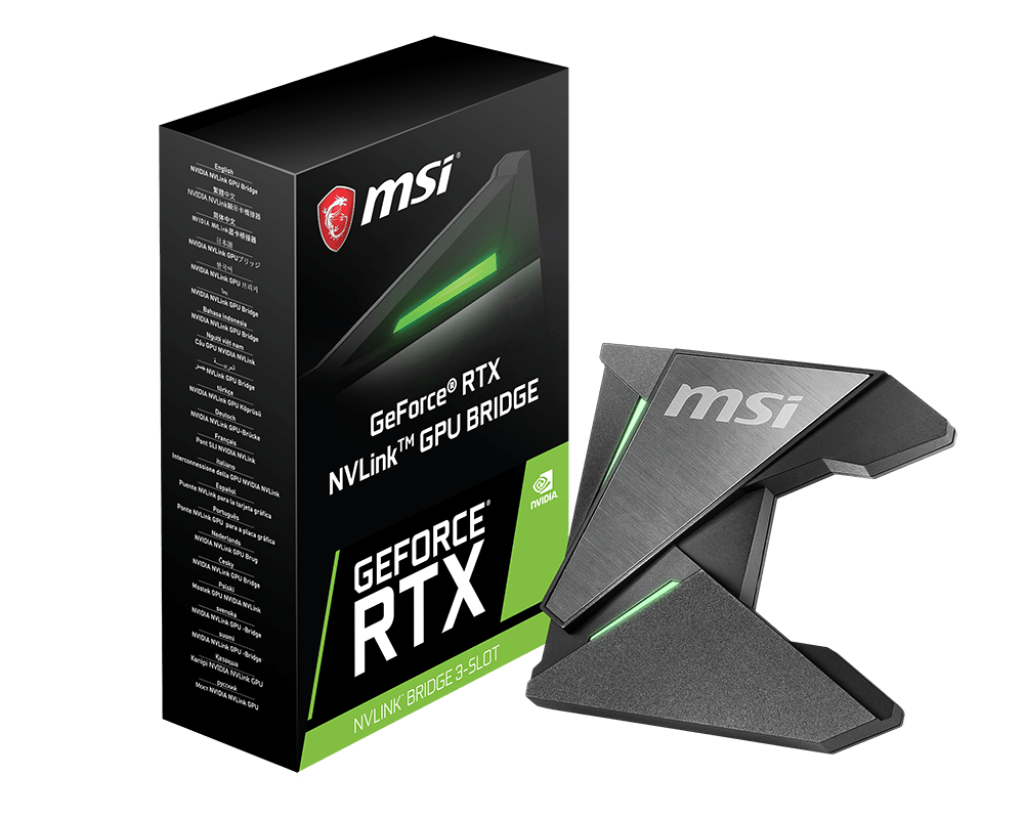 English
NVIDIA NVLink GPU Bridge
繁體中文
NVIDIA NVLink顯示卡橋接器
简体中文
NVIDIA NVLink显卡桥接器
日本語
NVIDIA NVLink GPUブリッジ
한국어
NVIDIA NVLink GPU 브리지
ไทย
NVIDIA NVLink GPU Bridge
Bahasa Indonesia
NVIDIA NVLink GPU Bridge
Người việt nam
Cầu GPU NVIDIA NVLink
العربية
جسر NVLink GPU Bridge
türkçe
NVIDIA NVLink GPU Köprüsü
Deutsch
NVIDIA NVLink GPU-Brücke
Français
Pont SLI NVIDIA NVLink
italiano
Interconnessione della GPU NVIDIA NVLink
Español
Puente NVLink para la tarjeta gráfica
Português
Ponte NVLink GPU para a placa gráfica
Nederlands
NVIDIA NVLink GPU Brug
Česky
NVIDIA NVLink GPU Bridge
Polski
Mostek GPU NVIDIA NVLink
svenska
NVIDIA NVLink GPU -Bridge
suomi
NVIDIA NVLink GPU -Bridge
Қазақша
Kөпірі NVIDIA NVLink GPU
русский
Мост NVIDIA NVLink GPU
msi®
GeForce® RTX
NVLink™ GPU BRIDGE
NVIDIA
GEFORCE®
RTX
NVLINK™ BRIDGE 3-SLOT
msi